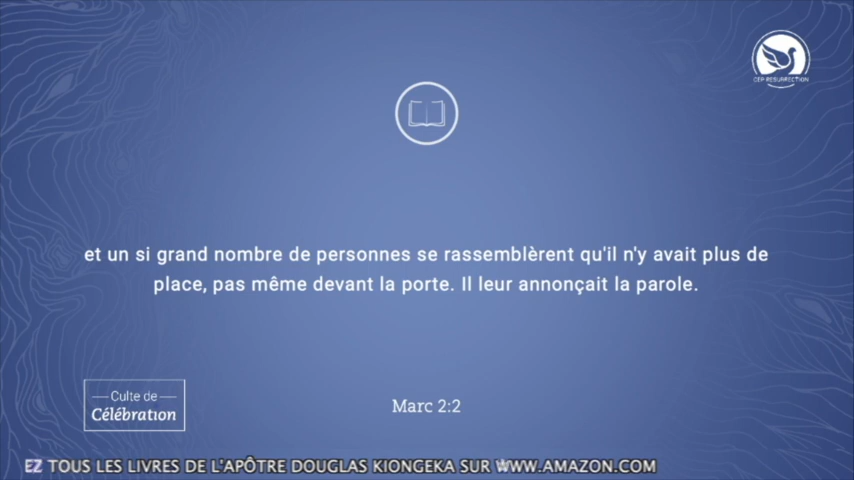 CEP-RESURRECTION
et un si grand nombre de personnes se rassemblèrent qu'il n'y avait plus de
place, pas même devant la porte. Il leur annonçait la parole.
Culte de
Célébration
Marc 2:2
EZ TOUS LES LIVRES DE L'APÔTRE DOUGLAS KIONGEKA SUR WWW.AMAZON.COM